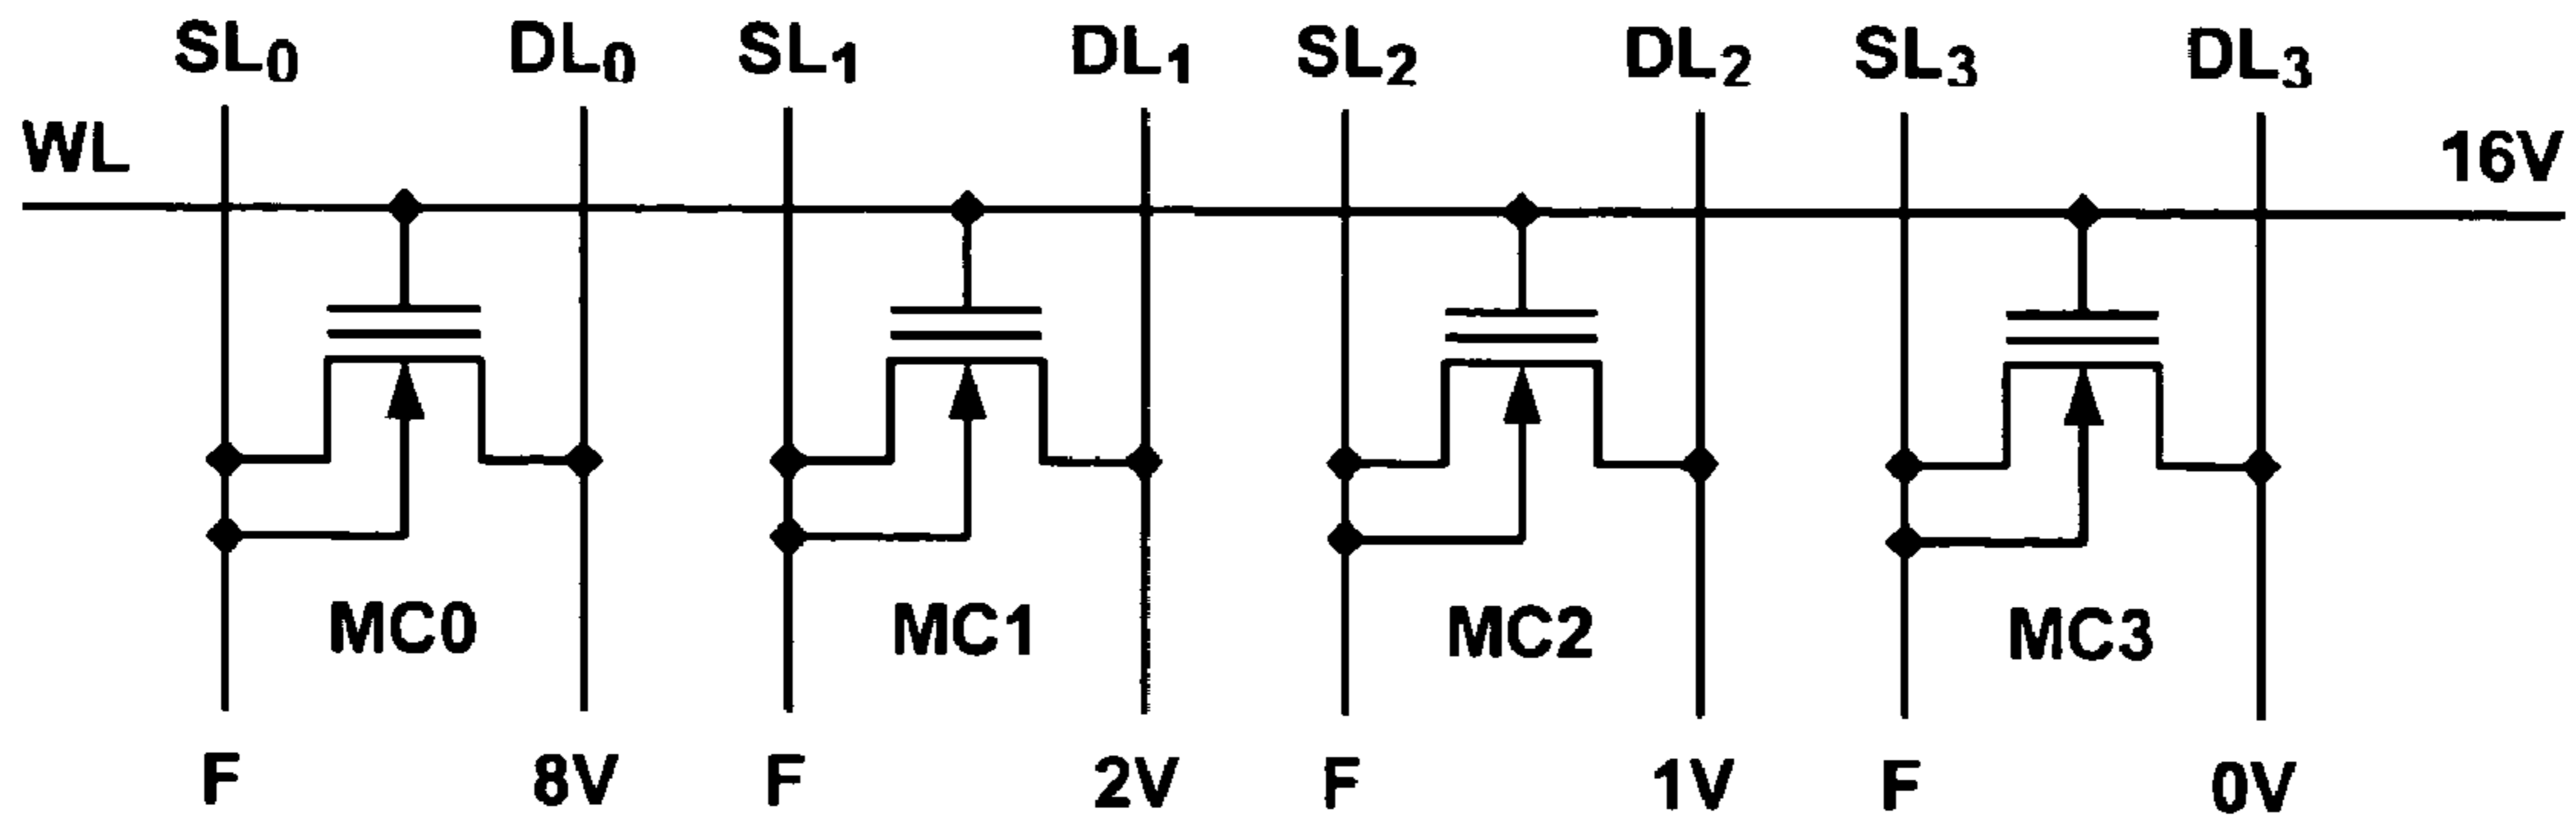 SL0 DL0 SL1 DL1 SL2 DL2 SL3 DL3
WL 16V
MC0 MC1 MC2 MC3
F 8V F 2V F 1V F 0V